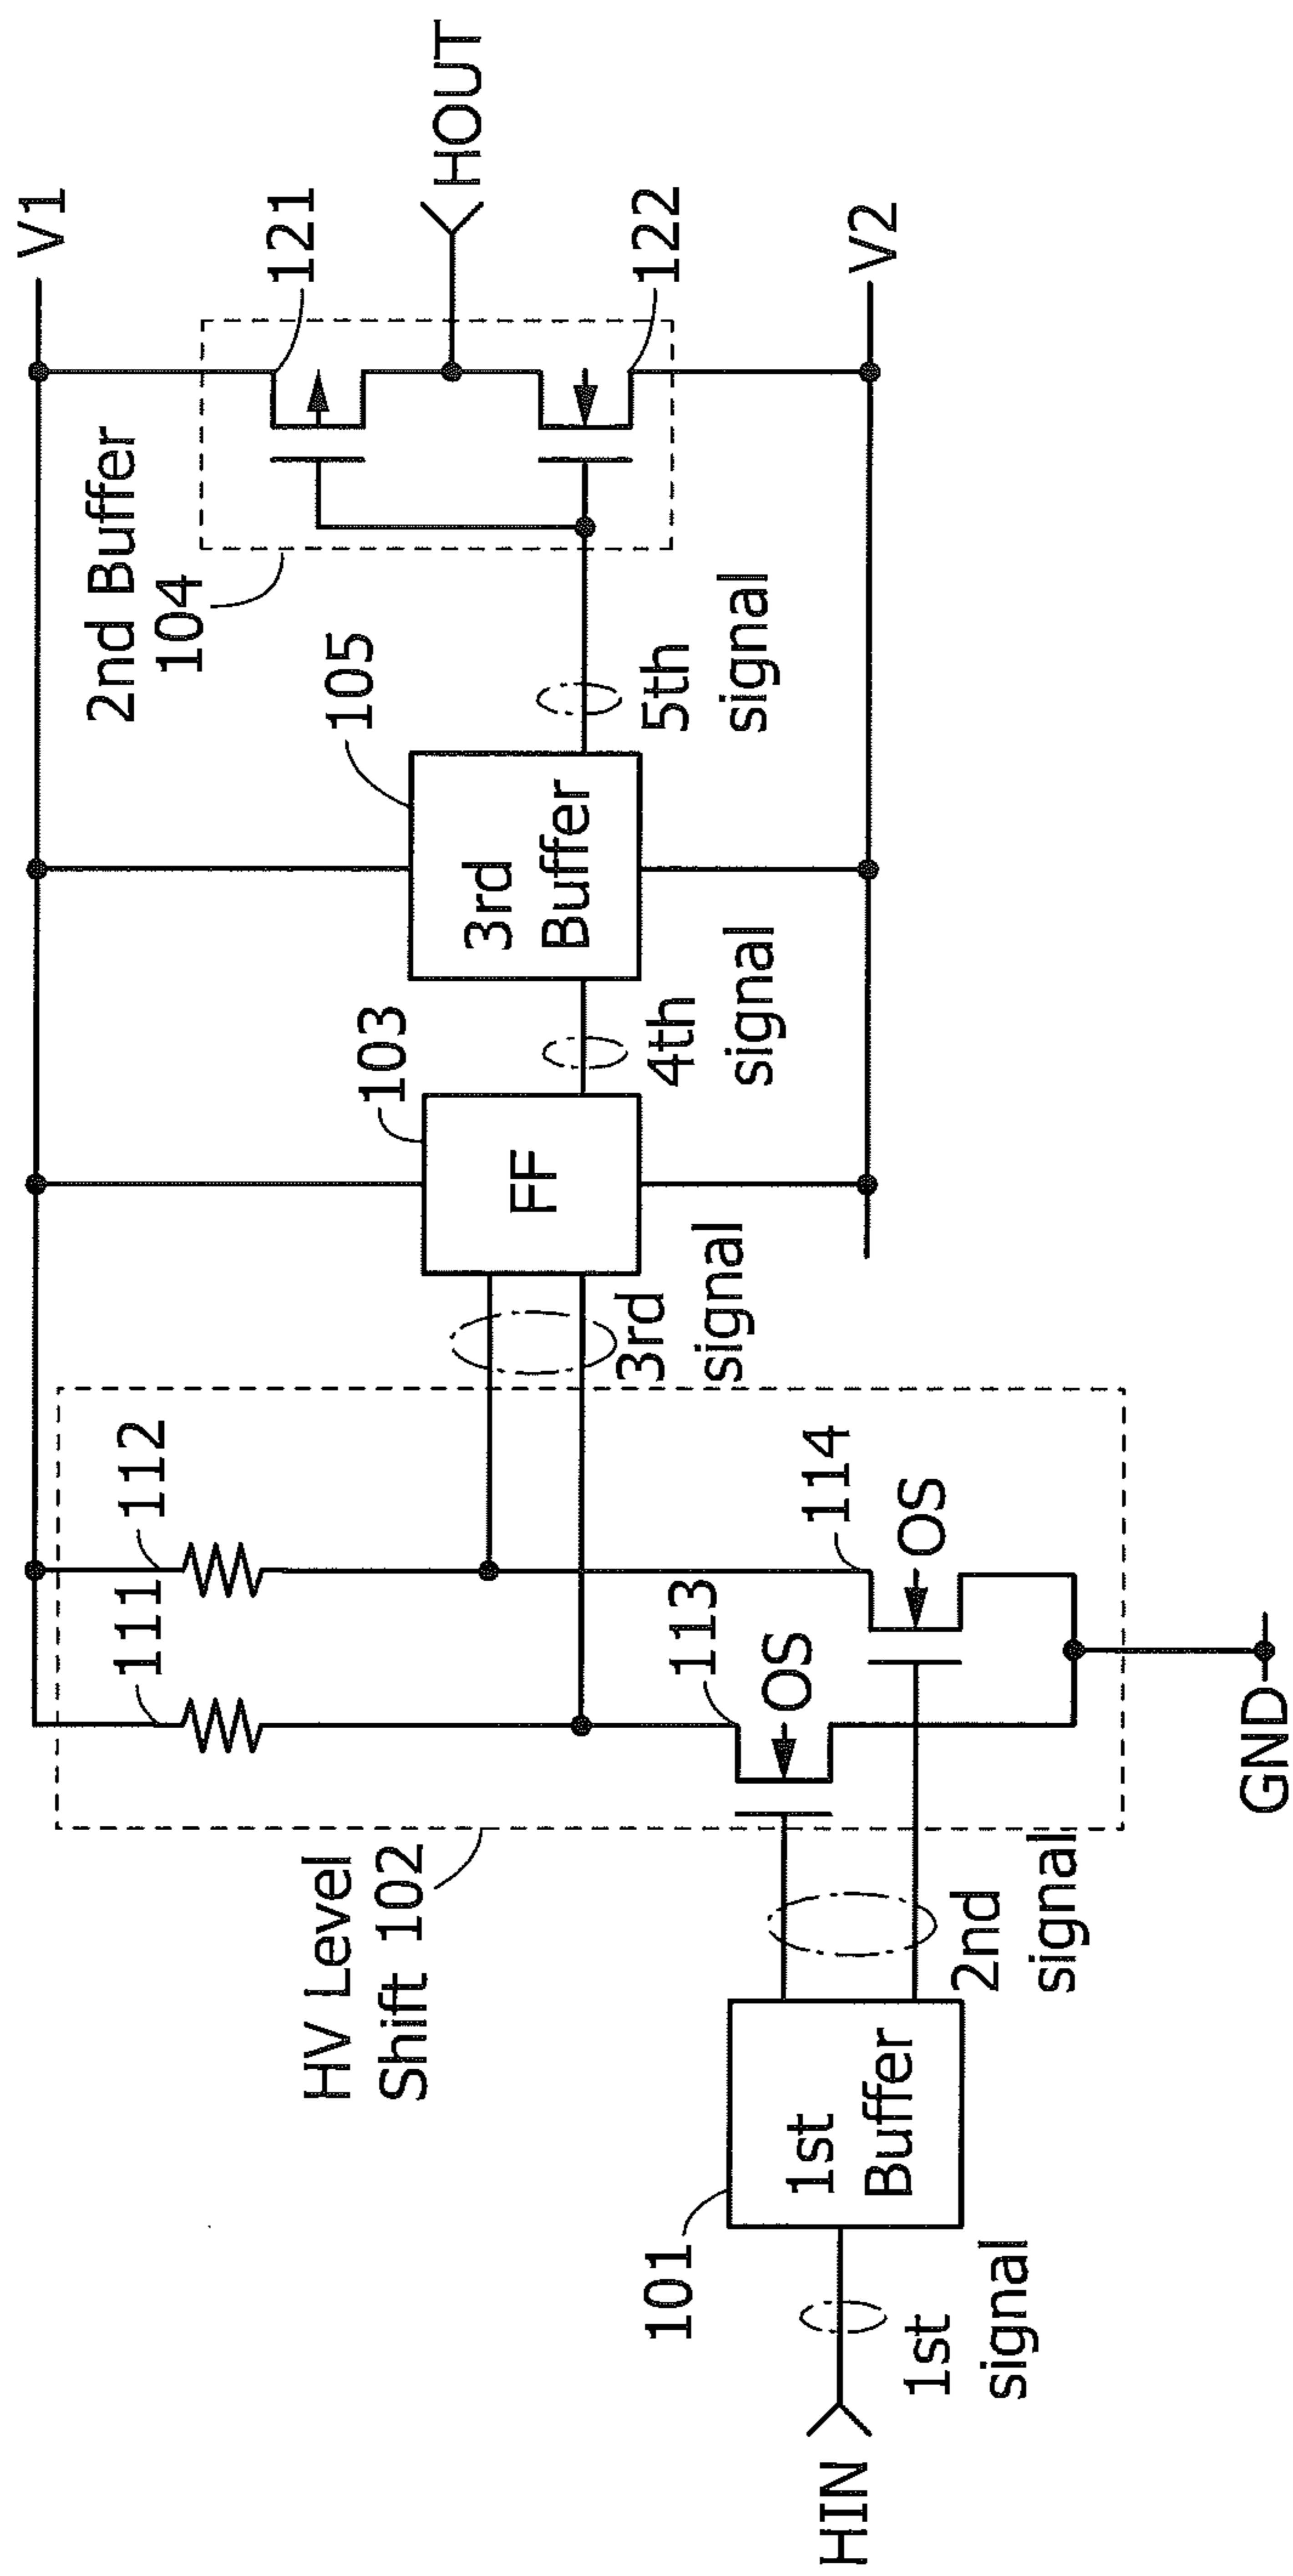 V1
2nd Buffer
104
121
HOUT
122
V2
105
3rd
Buffer
5th
signal
103
FF
4th
signal
3rd
signal
112
111
113
OS
114
OS
HV Level
Shift 102
2nd
signal
GND
101
1st
Buffer
1st
signal
HIN